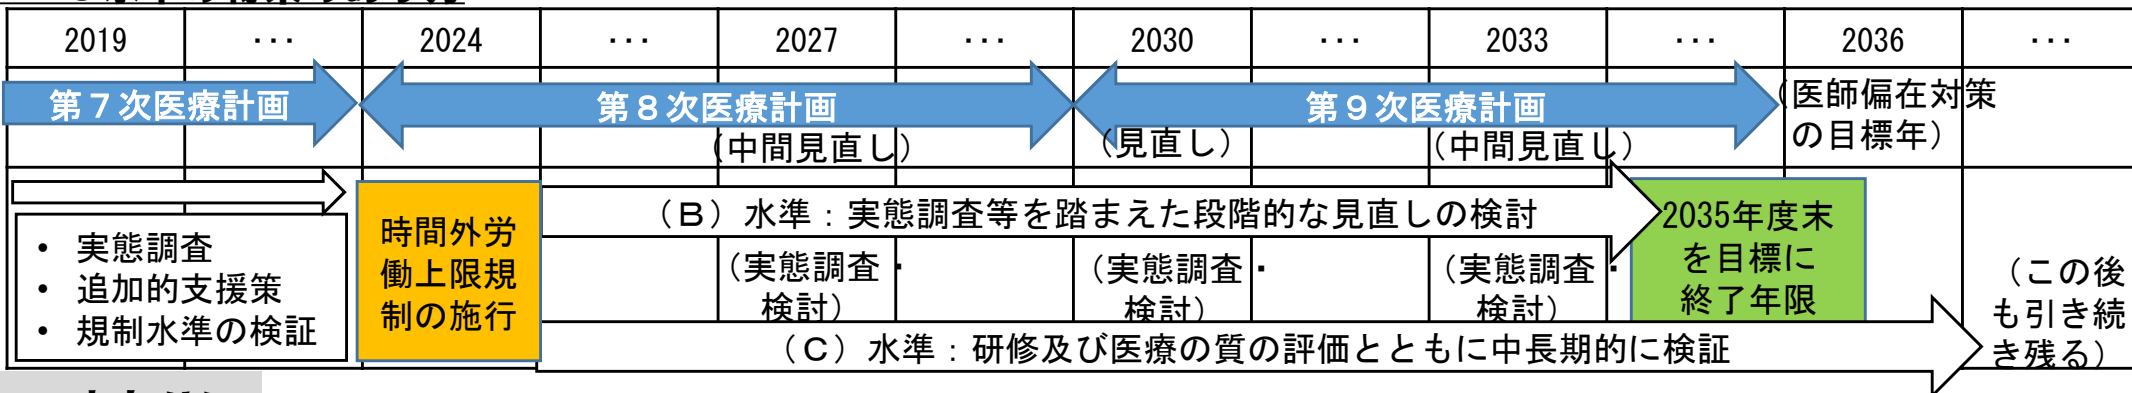 2019 ... 2024 ... 2027 ... 2030 ... 2033 ... 2036 ...
第７次医療計画
第８次医療計画
第９次医療計画
（医師偏在対策
の目標年）
（中間見直し）
（見直し）
（中間見直し）
• 実態調査
• 追加的支援策
• 規制水準の検証
時間外労
働上限規
制の施行
（Ｂ）水準：実態調査等を踏まえた段階的な見直しの検討
（実態調査・
検討）
（実態調査・
検討）
（実態調査・
検討）
2035年度末
を目標に
終了年限
（Ｃ）水準：研修及び医療の質の評価とともに中長期的に検証
（この後
も引き続
き残る）